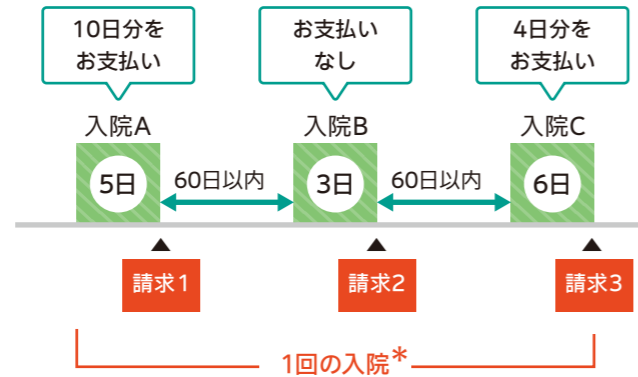 10日分を
お支払い
お支払い
なし
4日分を
お支払い
入院A
入院B
入院C
5日
60日以内
3日
60日以内
6日
請求1
請求2
請求3
1回の入院*